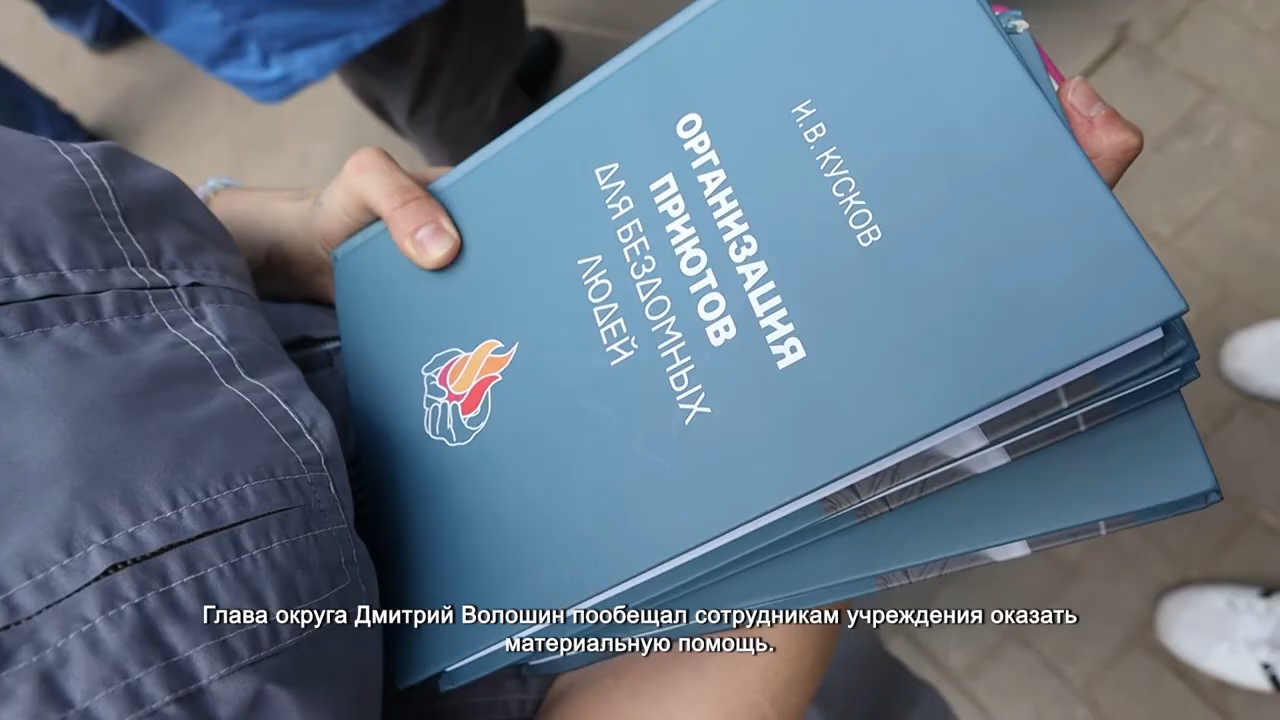 И. В. КУСКОВ
ОРГАНИЗАЦИЯ
ПРИЮТОВ
ДЛЯ БЕЗДОМНЫХ
ЛЮДЕЙ
Глава округа Дмитрий Волошин пообещал сотрудникам учреждения оказать
материальную помощь.